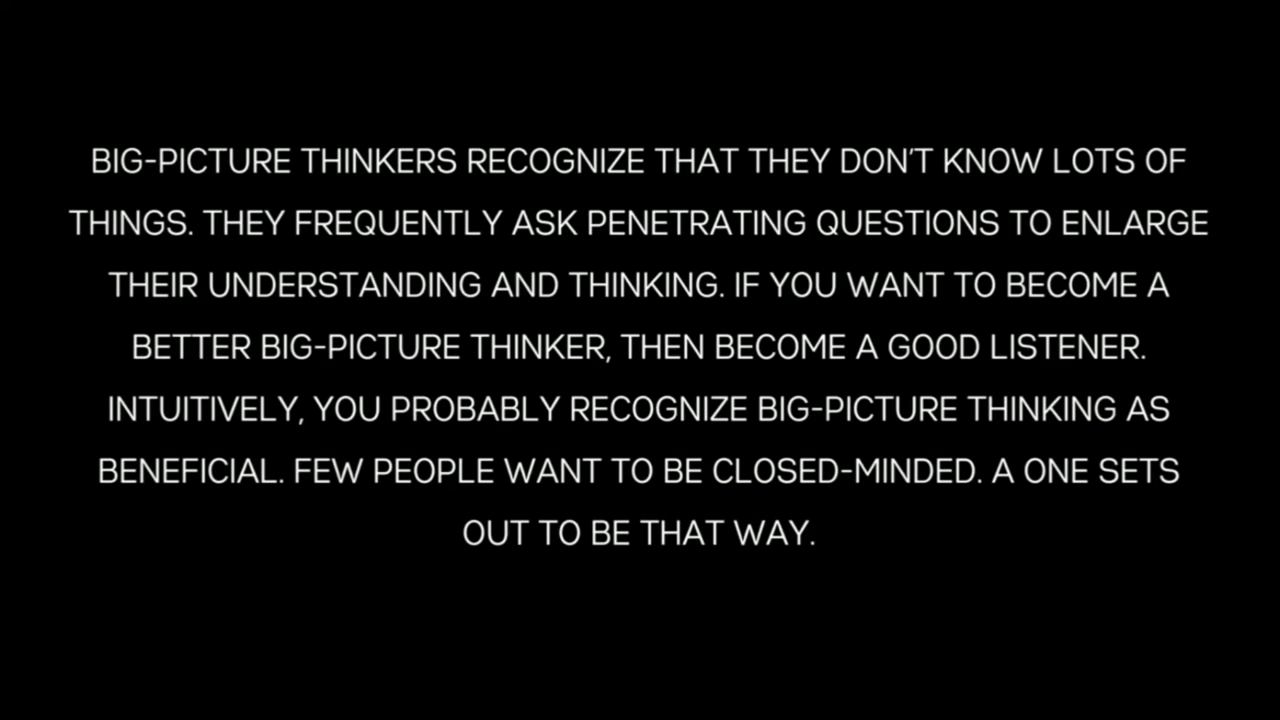 BIG-PICTURE THINKERS RECOGNIZE THAT THEY DON'T KNOW LOTS OF
THINGS. THEY FREQUENTLY ASK PENETRATING QUESTIONS TO ENLARGE
THEIR UNDERSTANDING AND THINKING. IF YOU WANT TO BECOME A
BETTER BIG-PICTURE THINKER, THEN BECOME A GOOD LISTENER.
INTUITIVELY, YOU PROBABLY RECOGNIZE BIG-PICTURE THINKING AS
BENEFICIAL. FEW PEOPLE WANT TO BE CLOSED-MINDED. A ONE SETS
OUT TO BE THAT WAY.